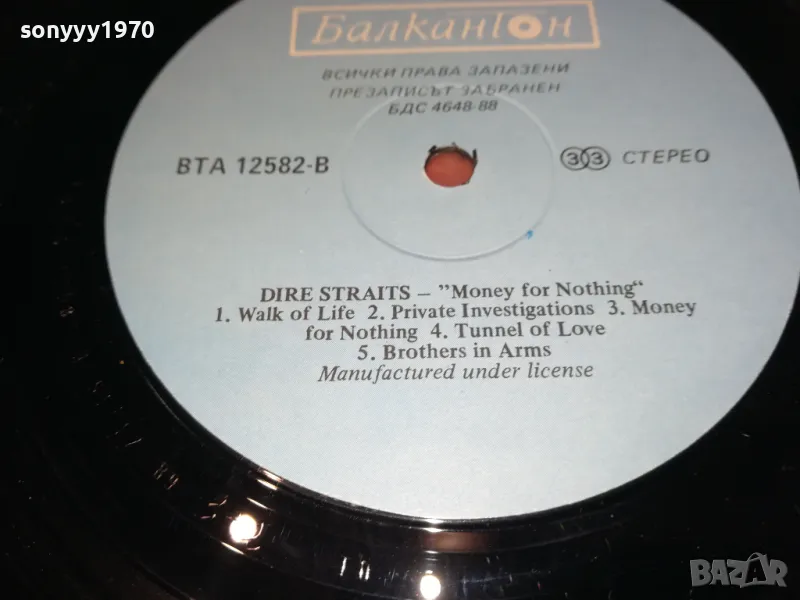 sonyyy1970
БалканТон
ВСИЧКИ ПРАВА ЗАПАЗЕНИ
ПРЕЗАПИСЪТ ЗАБРАНЕН
БДС 4648-88
ВТА 12582-В
33 СТЕРЕО
DIRE STRAITS – ”Money for Nothing“
1. Walk of Life 2. Private Investigations 3. Money
for Nothing 4. Tunnel of Love
5. Brothers in Arms
Manufactured under license
BAZAR